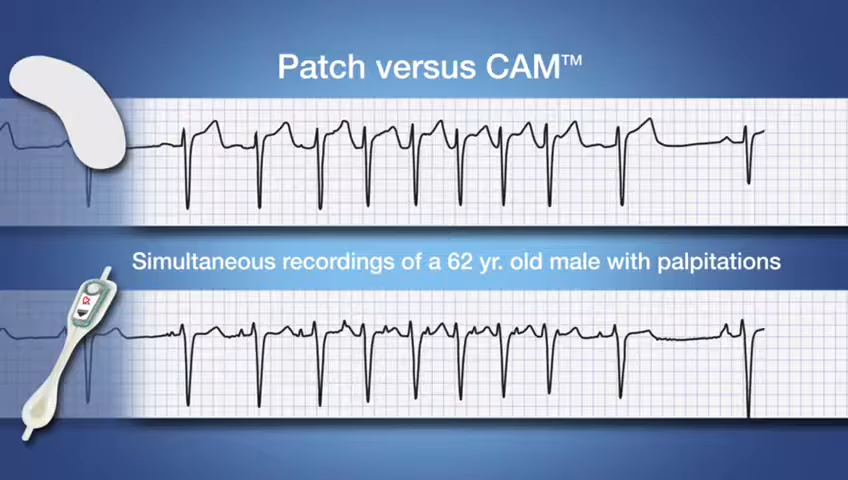 Patch versus CAM™
Simultaneous recordings of a 62 yr. old male with palpitations